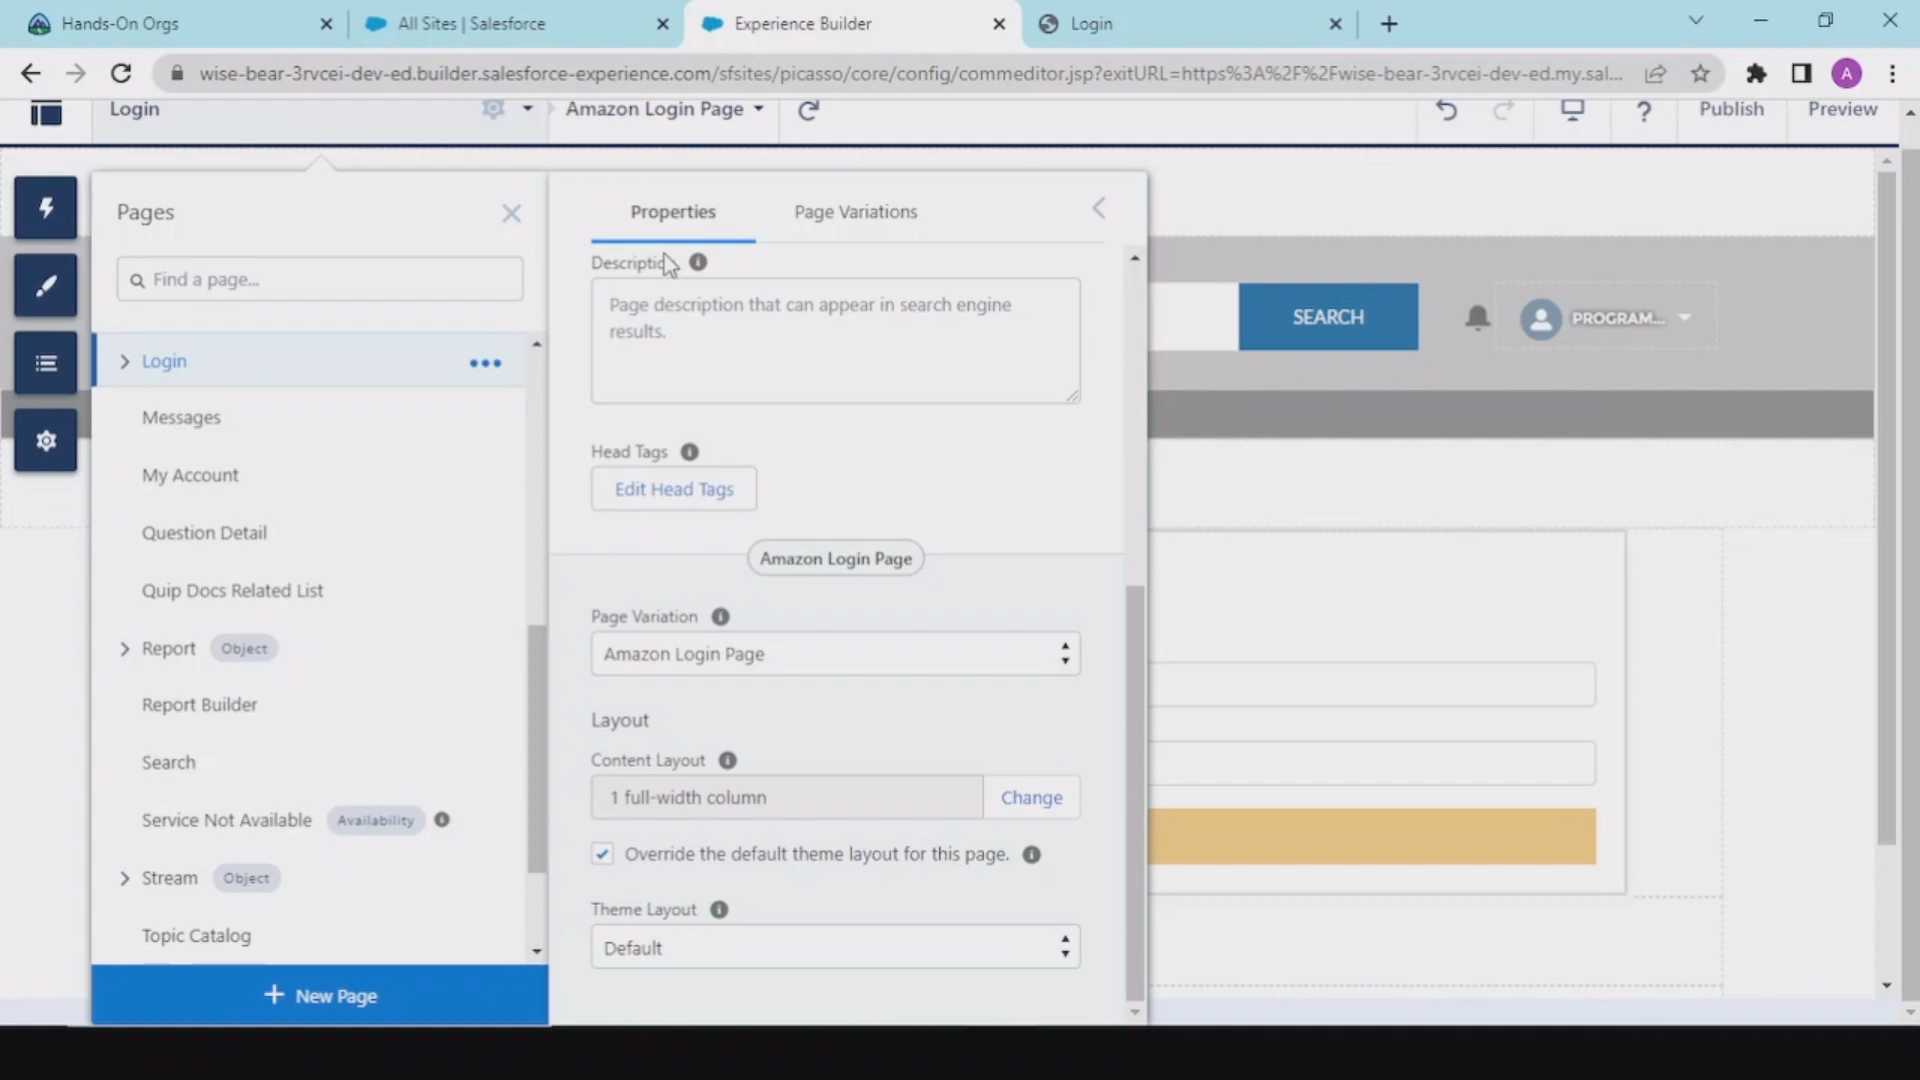 Hands-On Orgs
All Sites | Salesforce
Experience Builder
Login
wise-bear-3rvcei-dev-ed.builder.salesforce-experience.com/sfsites/picasso/core/config/commeditor.jsp?exitURL=https%3A%2F%2Fwise-bear-3rvcei-dev-ed.my.sal...
A
Login
Amazon Login Page
?
Publish
Preview
Pages
Find a page...
Login
Messages
My Account
Question Detail
Quip Docs Related List
Report Object
Report Builder
Search
Service Not Available Availability
Stream Object
Topic Catalog
New Page
Properties
Page Variations
Description
Page description that can appear in search engine
results.
Head Tags
Edit Head Tags
Amazon Login Page
Page Variation
Amazon Login Page
Layout
Content Layout
1 full-width column
Change
Override the default theme layout for this page.
Theme Layout
Default
SEARCH
PROGRAM...